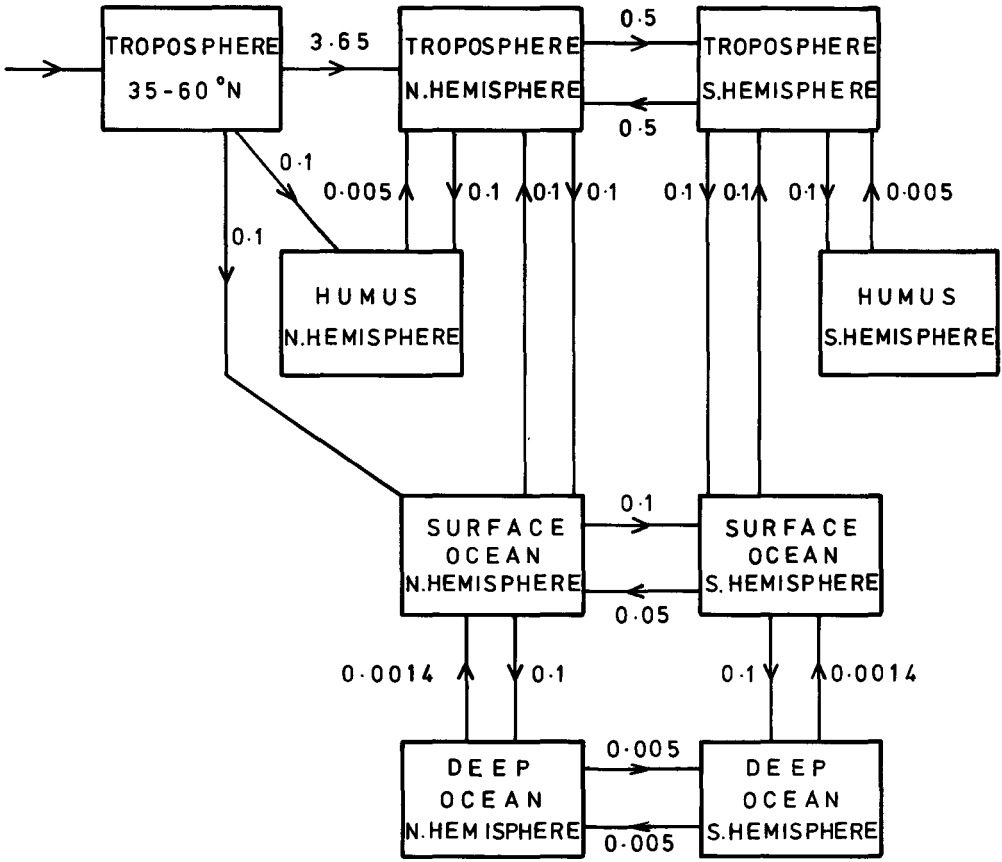 TROPOSPHERE
35-60°N
3·65
TROPOSPHERE
N.HEMISPHERE
0·5
0·5
TROPOSPHERE
S.HEMISPHERE
0·1
0·1
0·005
0·1
0·1
0·1
0·1
0·1
0·1
0·005
HUMUS
N.HEMISPHERE
HUMUS
S.HEMISPHERE
SURFACE
OCEAN
N.HEMISPHERE
0·1
0·05
SURFACE
OCEAN
S.HEMISPHERE
0·0014
0·1
0·1
0·0014
DEEP
OCEAN
N.HEMISPHERE
0·005
0·005
DEEP
OCEAN
S.HEMISPHERE